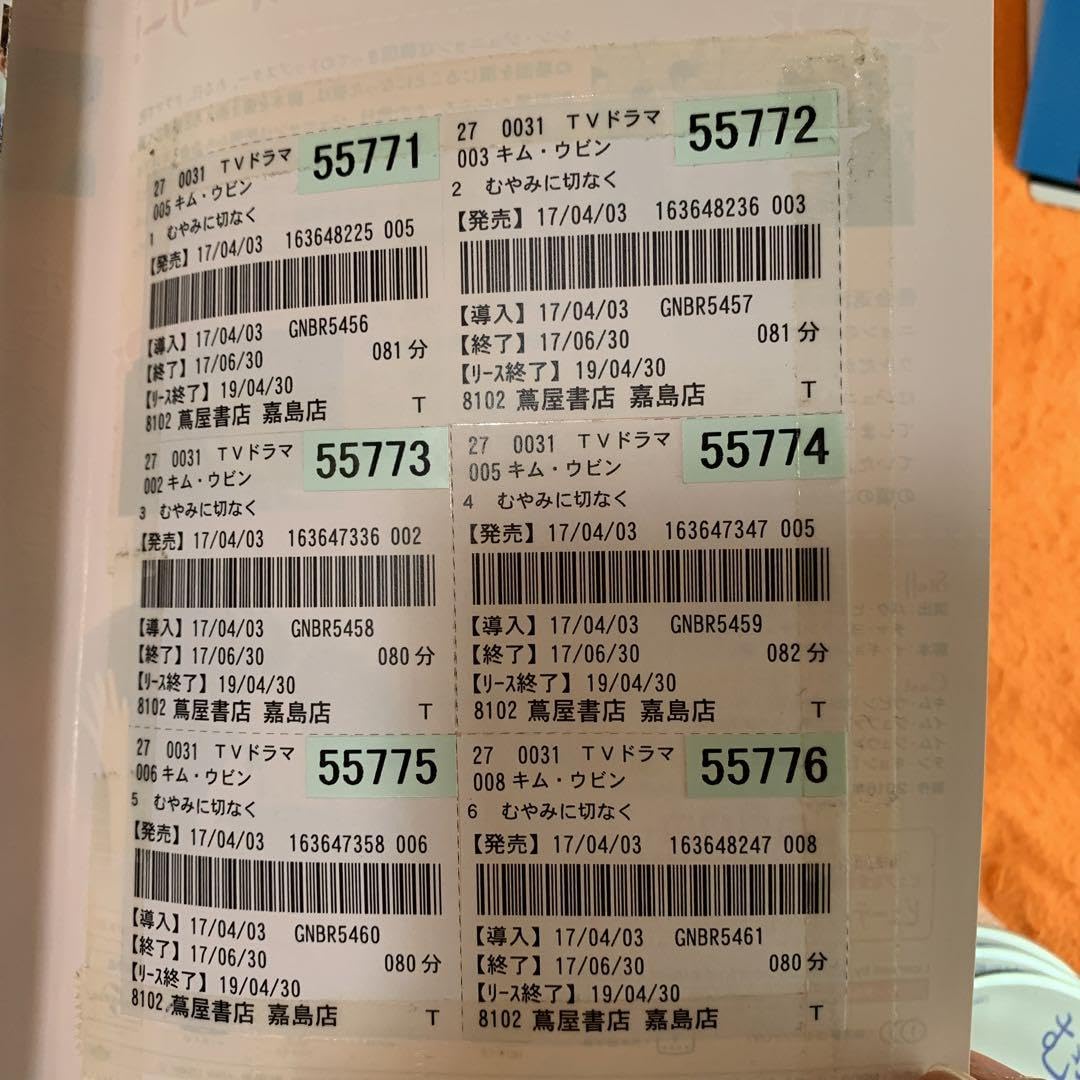 27 0031 TVドラマ 55771
005 キム・ウビン
1 むやみに切なく
【発売】17/04/03 163648225 005
【導入】17/04/03 GNBR5456
【終了】17/06/30 081分
【リース終了】19/04/30
8102 蔦屋書店 嘉島店 T
27 0031 TVドラマ 55772
003 キム・ウビン
2 むやみに切なく
【発売】17/04/03 163648236 003
【導入】17/04/03 GNBR5457
【終了】17/06/30 081分
【リース終了】19/04/30
8102 蔦屋書店 嘉島店 T
27 0031 TVドラマ 55773
002 キム・ウビン
3 むやみに切なく
【発売】17/04/03 163647336 002
【導入】17/04/03 GNBR5458
【終了】17/06/30 080分
【リース終了】19/04/30
8102 蔦屋書店 嘉島店 T
27 0031 TVドラマ 55774
005 キム・ウビン
4 むやみに切なく
【発売】17/04/03 163647347 005
【導入】17/04/03 GNBR5459
【終了】17/06/30 082分
【リース終了】19/04/30
8102 蔦屋書店 嘉島店 T
27 0031 TVドラマ 55775
006 キム・ウビン
5 むやみに切なく
【発売】17/04/03 163647358 006
【導入】17/04/03 GNBR5460
【終了】17/06/30 080分
【リース終了】19/04/30
8102 蔦屋書店 嘉島店 T
27 0031 TVドラマ 55776
008 キム・ウビン
6 むやみに切なく
【発売】17/04/03 163648247 008
【導入】17/04/03 GNBR5461
【終了】17/06/30 080分
【リース終了】19/04/30
8102 蔦屋書店 嘉島店 T